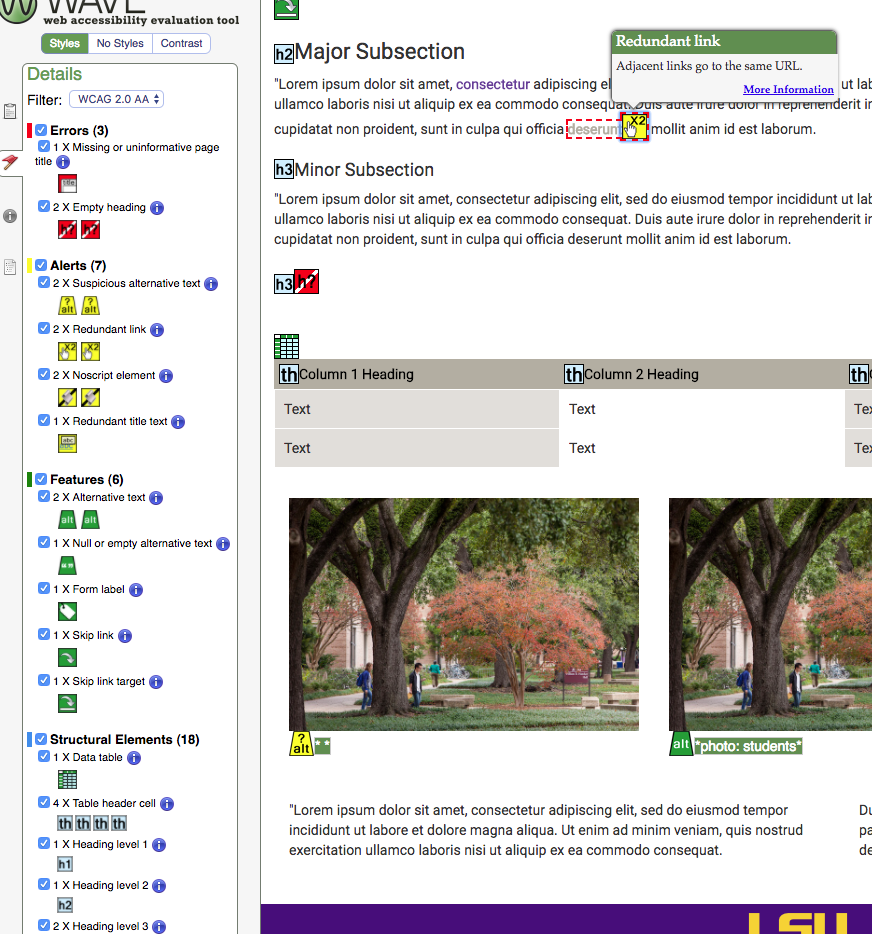 WAVE
web accessibility evaluation tool
Styles
No Styles
Contrast
Details
Filter: WCAG 2.0 AA
Errors (3)
1 X Missing or uninformative page
title
title
2 X Empty heading
h? h?
Alerts (7)
2 X Suspicious alternative text
? alt ? alt
2 X Redundant link
X2 X2
2 X Noscript element
1 X Redundant title text
abc
Features (6)
2 X Alternative text
alt alt
1 X Null or empty alternative text
1 X Form label
1 X Skip link
1 X Skip link target
Structural Elements (18)
1 X Data table
4 X Table header cell
th th th th
1 X Heading level 1
h1
1 X Heading level 2
h2
2 X Heading level 3
h2 Major Subsection
Redundant link
Adjacent links go to the same URL.
More Information
"Lorem ipsum dolor sit amet, consectetur adipiscing el ut lab
ullamco laboris nisi ut aliquip ex ea commodo consequat. Duis aute irure dolor in reprehenderit in
cupidatat non proident, sunt in culpa qui officia deserunt X2 mollit anim id est laborum.
h3 Minor Subsection
"Lorem ipsum dolor sit amet, consectetur adipiscing elit, sed do eiusmod tempor incididunt ut lab
ullamco laboris nisi ut aliquip ex ea commodo consequat. Duis aute irure dolor in reprehenderit in
cupidatat non proident, sunt in culpa qui officia deserunt mollit anim id est laborum.
h3 h?
th Column 1 Heading th Column 2 Heading th
Text Text Te
Text Text Te
? alt * *
alt *photo: students*
"Lorem ipsum dolor sit amet, consectetur adipiscing elit, sed do eiusmod tempor
incididunt ut labore et dolore magna aliqua. Ut enim ad minim veniam, quis nostrud
exercitation ullamco laboris nisi ut aliquip ex ea commodo consequat.
Du
pa
de
LSU